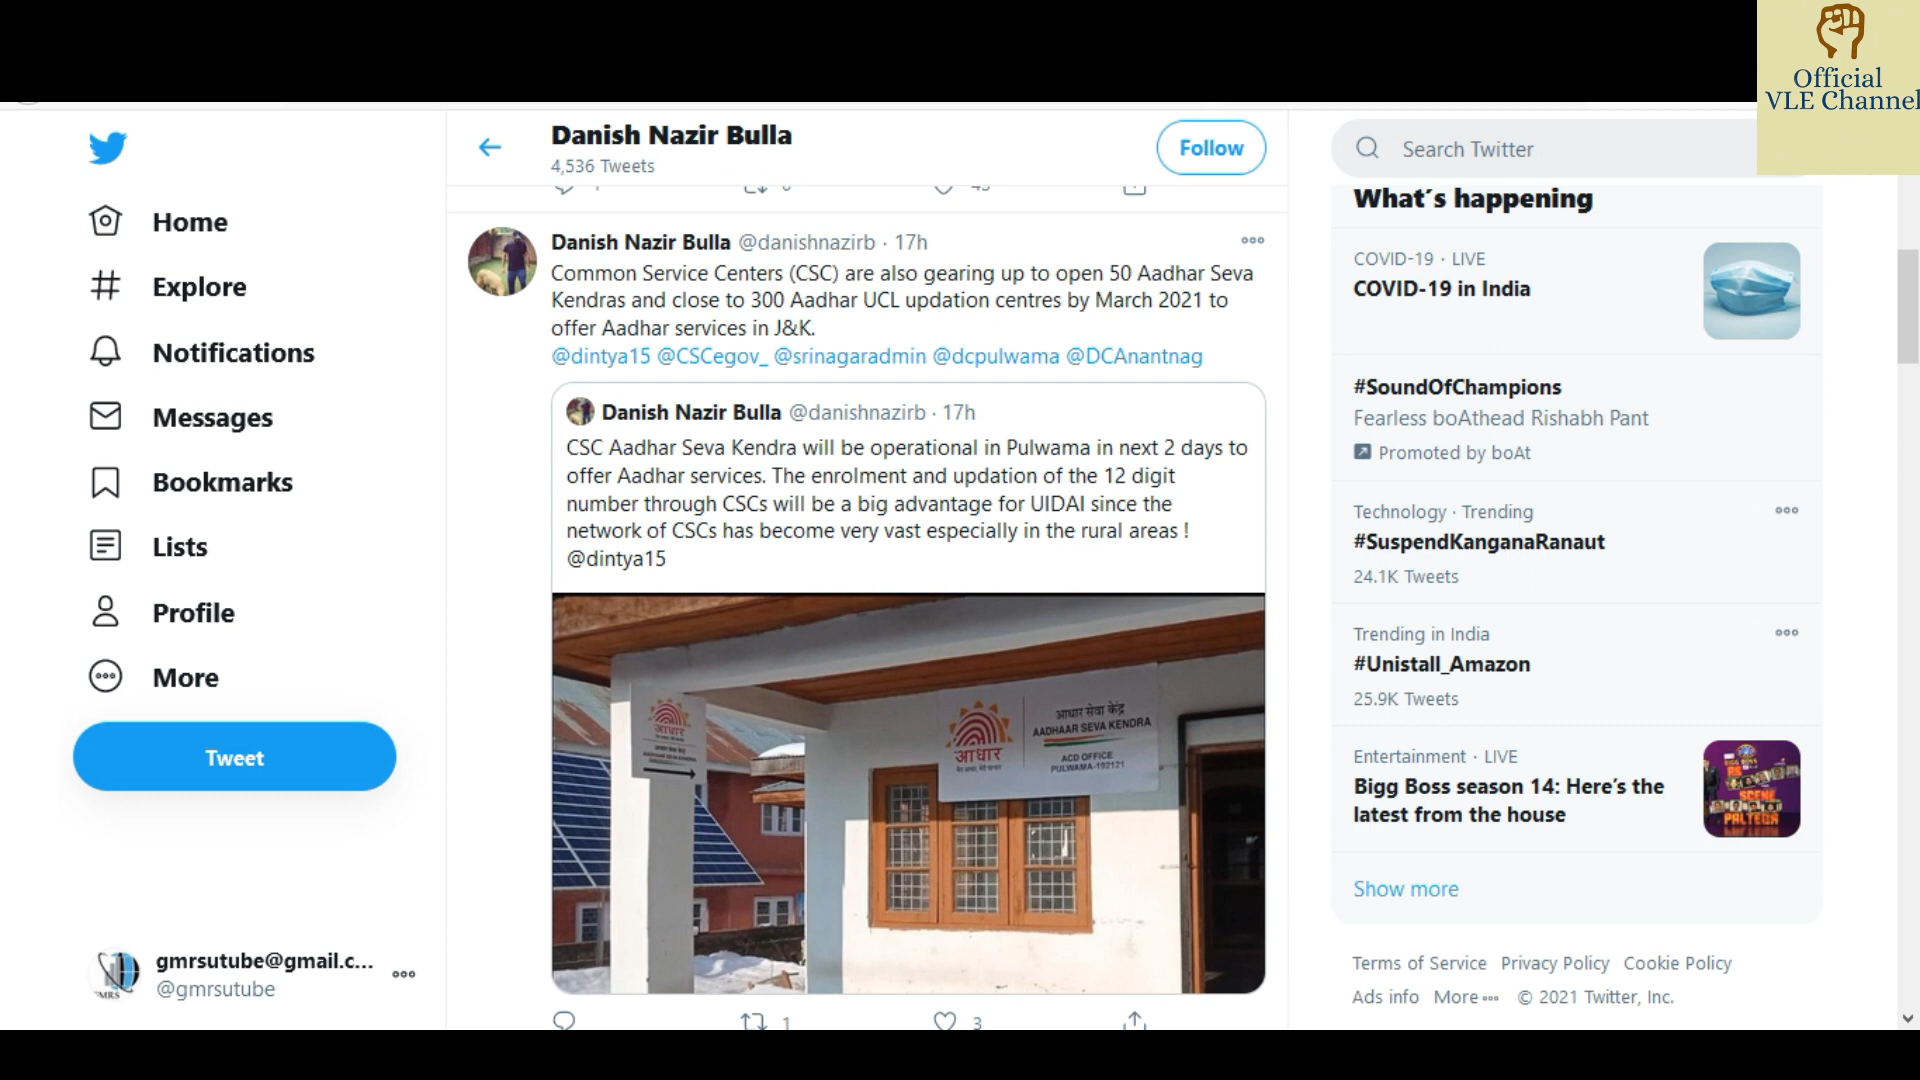 Official
VLE Channel
Danish Nazir Bulla
4,536 Tweets
Follow
Search Twitter
Home
Explore
Notifications
Messages
Bookmarks
Lists
Profile
More
Tweet
gmrsutube@gmail.c...
@gmrsutube
Danish Nazir Bulla @danishnazirb · 17h
Common Service Centers (CSC) are also gearing up to open 50 Aadhar Seva
Kendras and close to 300 Aadhar UCL updation centres by March 2021 to
offer Aadhar services in J&K.
@dintya15 @CSCegov_ @srinagaradmin @dcpulwama @DCAnantnag
Danish Nazir Bulla @danishnazirb · 17h
CSC Aadhar Seva Kendra will be operational in Pulwama in next 2 days to
offer Aadhar services. The enrolment and updation of the 12 digit
number through CSCs will be a big advantage for UIDAI since the
network of CSCs has become very vast especially in the rural areas !
@dintya15
आधार
AADHAAR SEVA KENDRA
आधार
आधार सेवा केंद्र
AADHAAR SEVA KENDRA
ACD OFFICE
PULWAMA-192121
1
3
What's happening
COVID-19 · LIVE
COVID-19 in India
#SoundOfChampions
Fearless boAthead Rishabh Pant
Promoted by boAt
Technology · Trending
#SuspendKanganaRanaut
24.1K Tweets
Trending in India
#Unistall_Amazon
25.9K Tweets
Entertainment · LIVE
Bigg Boss season 14: Here's the
latest from the house
BIGG BOSS
SCENE
PALTEGA
Show more
Terms of Service Privacy Policy Cookie Policy
Ads info More © 2021 Twitter, Inc.